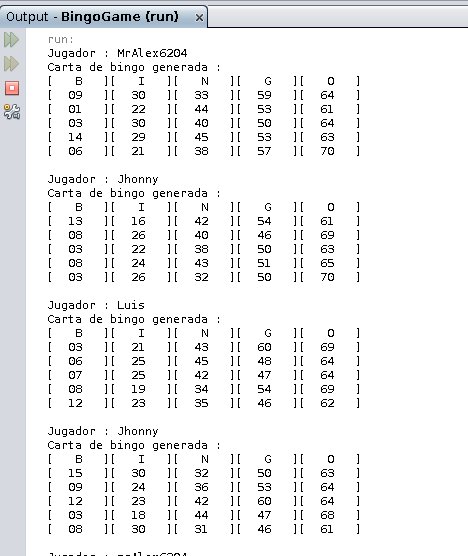 Output - BingoGame (run) ×
run:
Jugador : MrAlex6204
Carta de bingo generada :
[ B ][ I ][ N ][ G ][ O ]
[ 09 ][ 30 ][ 33 ][ 59 ][ 64 ]
[ 01 ][ 22 ][ 44 ][ 53 ][ 61 ]
[ 03 ][ 30 ][ 40 ][ 50 ][ 64 ]
[ 14 ][ 29 ][ 45 ][ 53 ][ 63 ]
[ 06 ][ 21 ][ 38 ][ 57 ][ 70 ]
Jugador : Jhonny
Carta de bingo generada :
[ B ][ I ][ N ][ G ][ O ]
[ 13 ][ 16 ][ 42 ][ 54 ][ 61 ]
[ 08 ][ 26 ][ 40 ][ 46 ][ 69 ]
[ 03 ][ 22 ][ 38 ][ 50 ][ 63 ]
[ 08 ][ 24 ][ 43 ][ 51 ][ 65 ]
[ 03 ][ 26 ][ 32 ][ 50 ][ 70 ]
Jugador : Luis
Carta de bingo generada :
[ B ][ I ][ N ][ G ][ O ]
[ 03 ][ 21 ][ 43 ][ 60 ][ 69 ]
[ 06 ][ 25 ][ 45 ][ 48 ][ 64 ]
[ 07 ][ 25 ][ 42 ][ 47 ][ 64 ]
[ 08 ][ 19 ][ 34 ][ 54 ][ 69 ]
[ 12 ][ 23 ][ 35 ][ 46 ][ 62 ]
Jugador : Jhonny
Carta de bingo generada :
[ B ][ I ][ N ][ G ][ O ]
[ 15 ][ 30 ][ 32 ][ 50 ][ 63 ]
[ 09 ][ 24 ][ 36 ][ 53 ][ 64 ]
[ 12 ][ 23 ][ 42 ][ 60 ][ 64 ]
[ 03 ][ 18 ][ 44 ][ 47 ][ 68 ]
[ 08 ][ 30 ][ 31 ][ 46 ][ 61 ]
Jugador :